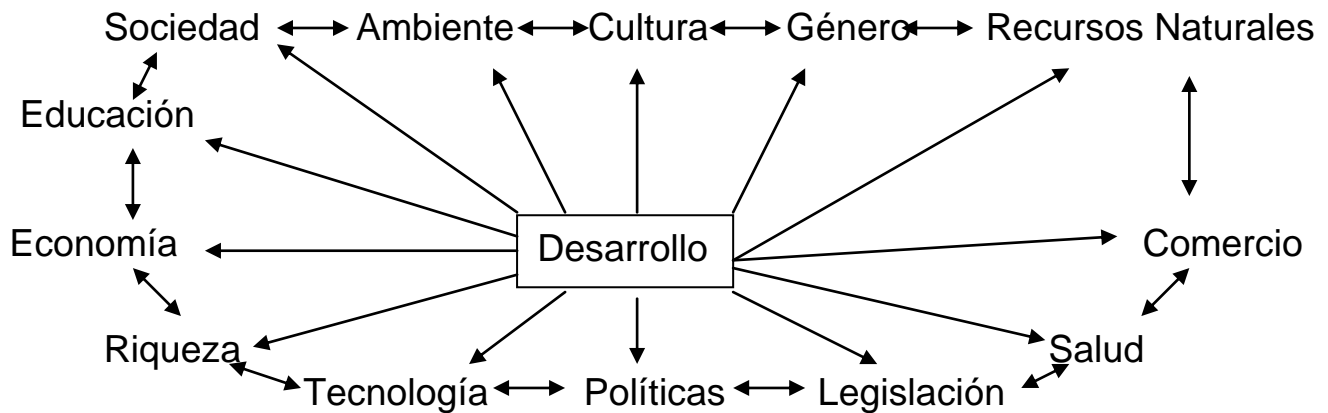 Sociedad Ambiente Cultura Género Recursos Naturales
Educación
Economía Desarrollo Comercio
Riqueza Salud
Tecnología Políticas Legislación